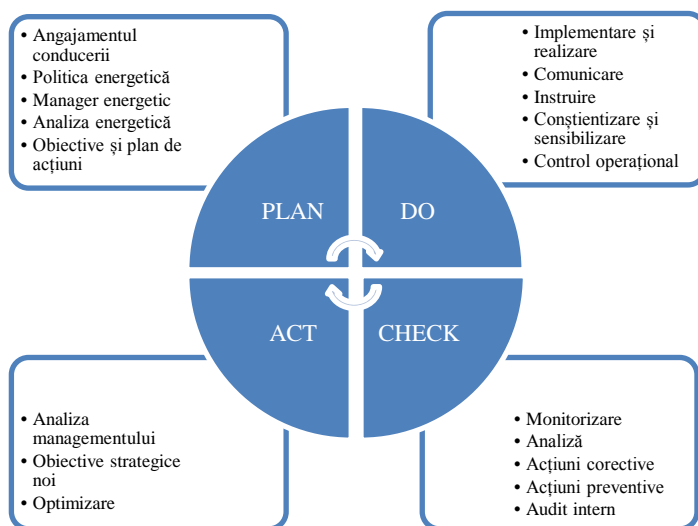 • Angajamentul
conducerii
• Politica energetică
• Manager energetic
• Analiza energetică
• Obiective și plan de
acțiuni
• Implementare și
realizare
• Comunicare
• Instruire
• Conștientizare și
sensibilizare
• Control operațional
PLAN
DO
ACT
CHECK
• Analiza
managementului
• Obiective strategice
noi
• Optimizare
• Monitorizare
• Analiză
• Acțiuni corective
• Acțiuni preventive
• Audit intern